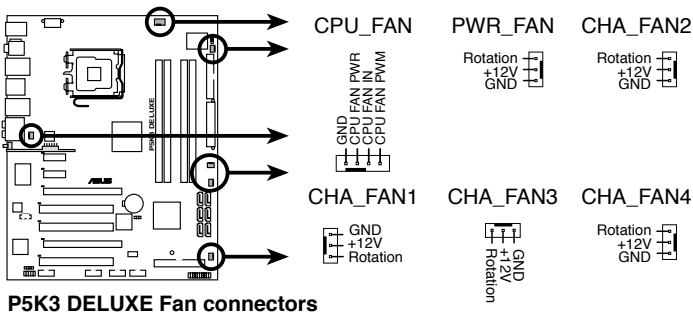 CPU_FAN
PWR_FAN
CHA_FAN2
GND
CPU FAN PWR
CPU FAN IN
CPU FAN PWM
Rotation
+12V
GND
Rotation
+12V
GND
CHA_FAN1
CHA_FAN3
CHA_FAN4
GND
+12V
Rotation
GND
+12V
Rotation
Rotation
+12V
GND
P5K3 DELUXE
ASUS
P5K3 DELUXE Fan connectors